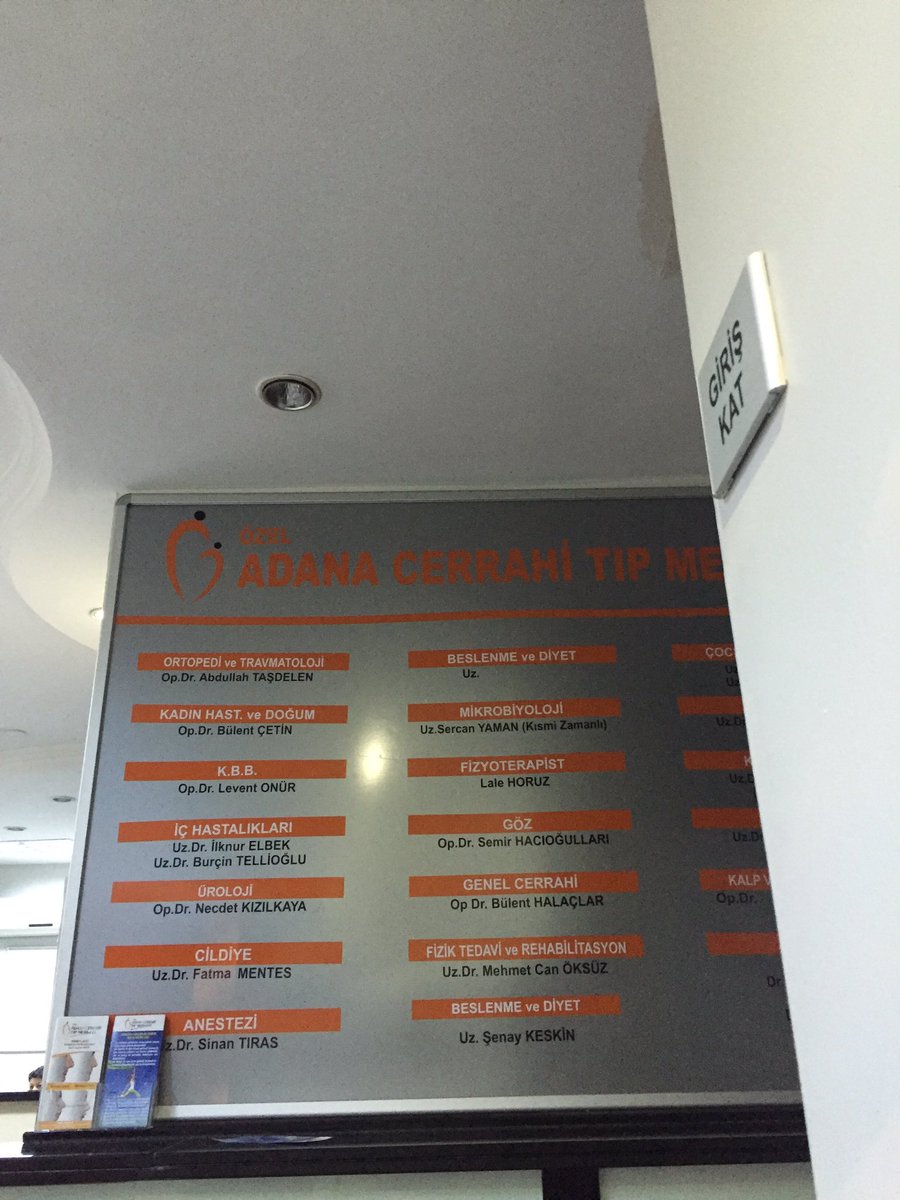 GİRİŞ
KAT
ÖZEL
ADANA CERRAHİ TIP
ORTOPEDİ ve TRAVMATOLOJİ
Op.Dr. Abdullah TAŞDELEN
KADIN HAST. ve DOĞUM
Op.Dr. Bülent ÇETİN
K.B.B.
Op.Dr. Levent ONÜR
İÇ HASTALIKLARI
Uz.Dr. İlknur ELBEK
Uz.Dr. Burçin TELLİOĞLU
ÜROLOJİ
Op.Dr. Necdet KIZILKAYA
CİLDİYE
Uz.Dr. Fatma MENTES
ANESTEZİ
Sinan TIRAS
BESLENME ve DİYET
Uz.
MİKROBİYOLOJİ
Uz.Sercan YAMAN (Kısmi Zamanlı)
FİZYOTERAPİST
Lale HORUZ
GÖZ
Op.Dr. Semir HACIOĞULLARI
GENEL CERRAHİ
Op Dr. Bülent HALAÇLAR
FİZİK TEDAVİ ve REHABİLİTASYON
Uz.Dr. Mehmet Can ÖKSÜZ
BESLENME ve DİYET
Uz. Şenay KESKİN
KALP
Op.Dr.